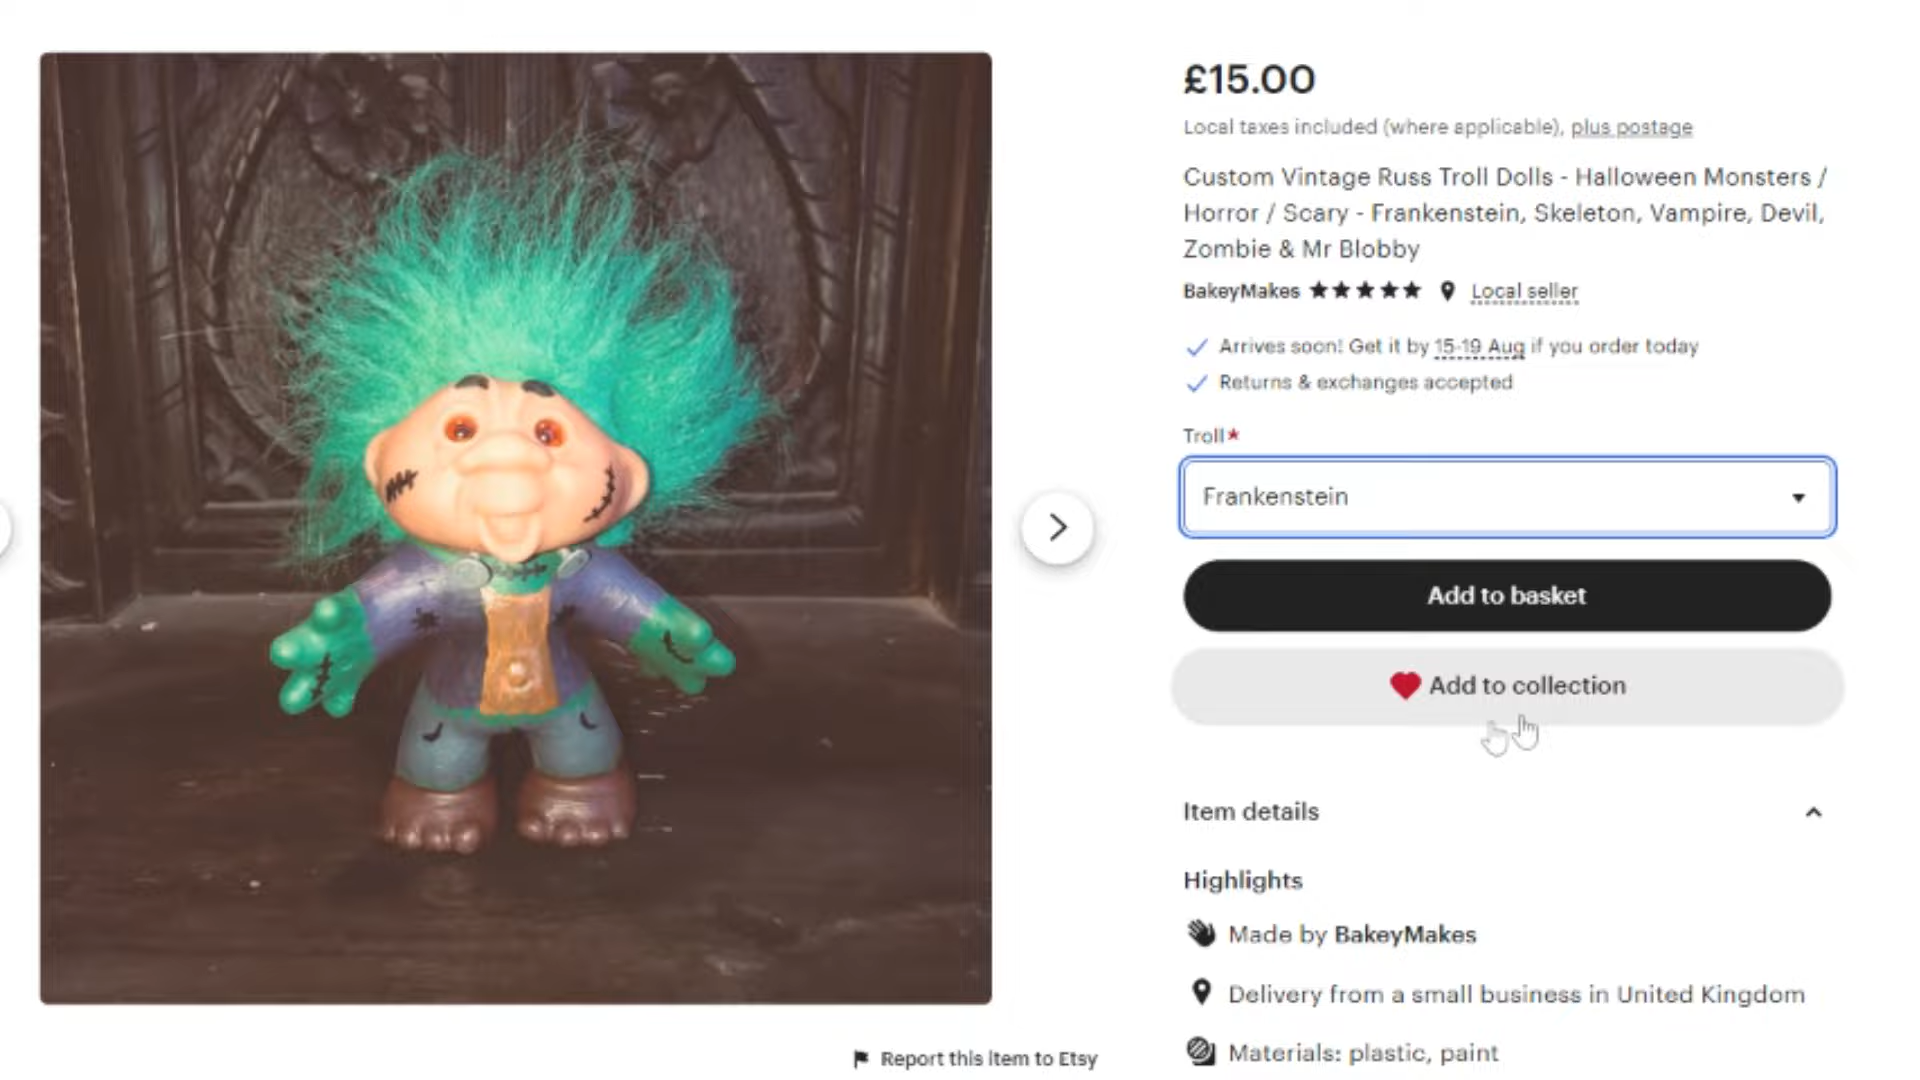 £15.00
Local taxes included (where applicable), plus postage
Custom Vintage Russ Troll Dolls - Halloween Monsters /
Horror / Scary - Frankenstein, Skeleton, Vampire, Devil,
Zombie & Mr Blobby
BakeyMakes ★★★★★ Local seller
Arrives soon! Get it by 15-19 Aug if you order today
Returns & exchanges accepted
Troll*
Frankenstein
Add to basket
Add to collection
Item details
Highlights
Made by BakeyMakes
Delivery from a small business in United Kingdom
Materials: plastic, paint
Report this item to Etsy